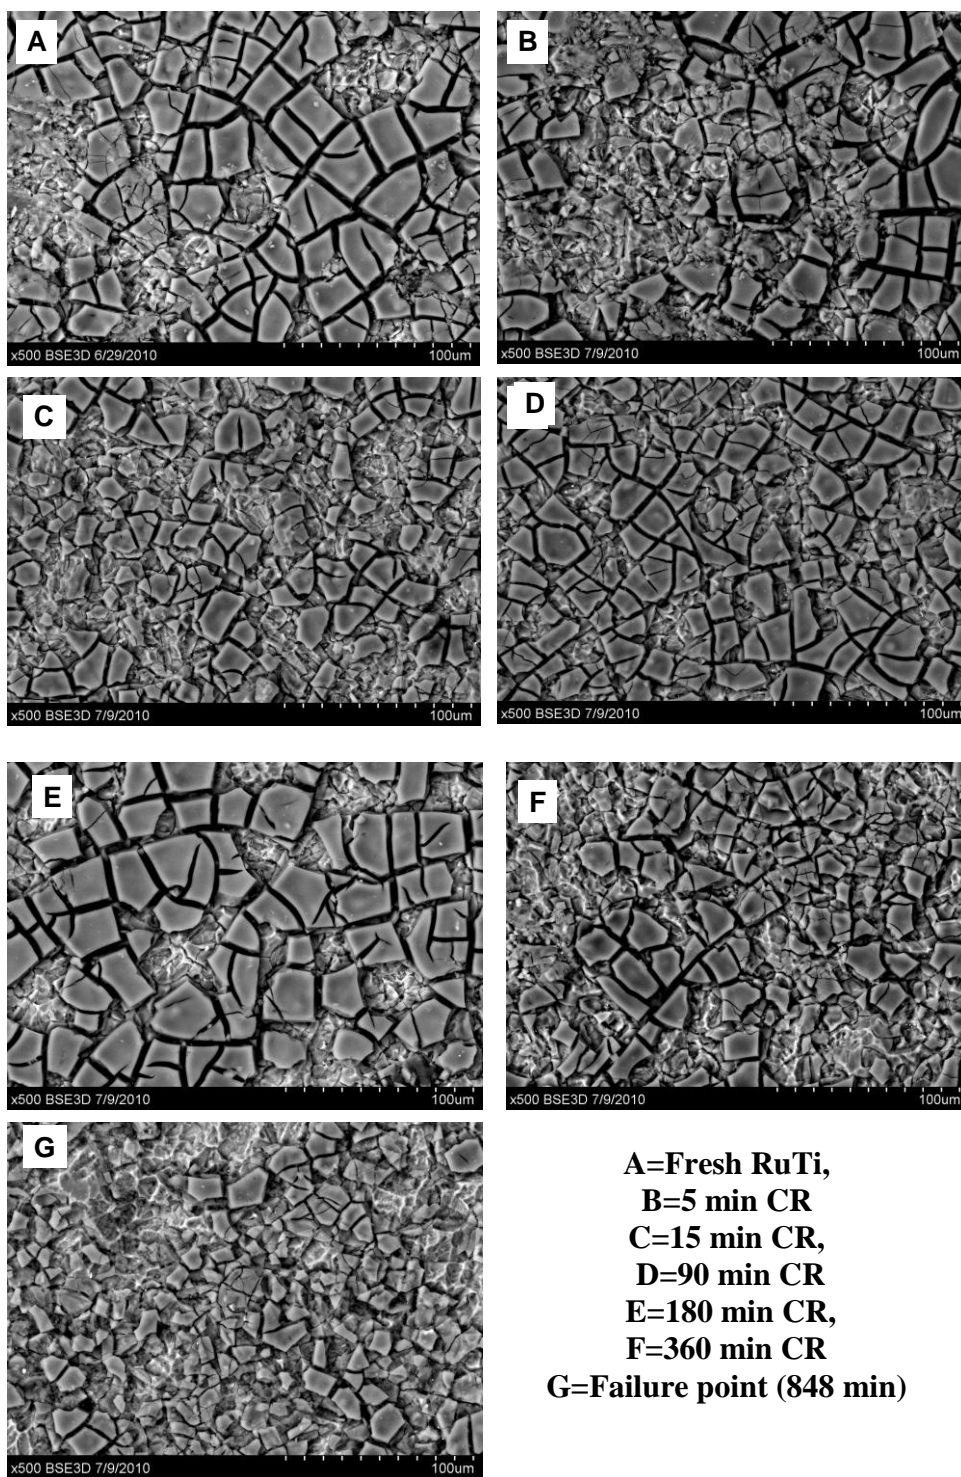 A
B
x500 BSE3D 6/29/2010 100um
x500 BSE3D 7/9/2010 100um
C
D
x500 BSE3D 7/9/2010 100um
x500 BSE3D 7/9/2010 100um
E
F
x500 BSE3D 7/9/2010 100um
x500 BSE3D 7/9/2010 100um
G
A=Fresh RuTi,
B=5 min CR
C=15 min CR,
D=90 min CR
E=180 min CR,
F=360 min CR
G=Failure point (848 min)
x500 BSE3D 7/9/2010 100um